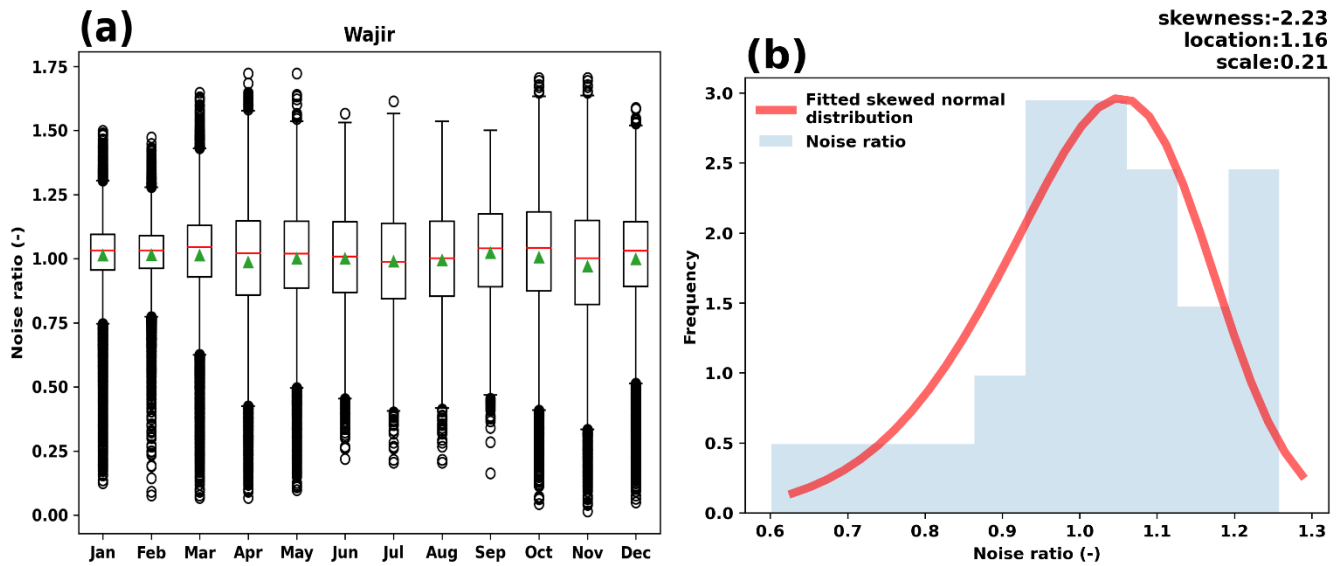 (a)
Wajir
Noise ratio (-)
1.75
1.50
1.25
1.00
0.75
0.50
0.25
0.00
Jan Feb Mar Apr May Jun Jul Aug Sep Oct Nov Dec
skewness:-2.23
location:1.16
scale:0.21
(b)
Fitted skewed normal
distribution
Noise ratio
Frequency
3.0
2.5
2.0
1.5
1.0
0.5
0.0
0.6 0.7 0.8 0.9 1.0 1.1 1.2 1.3
Noise ratio (-)